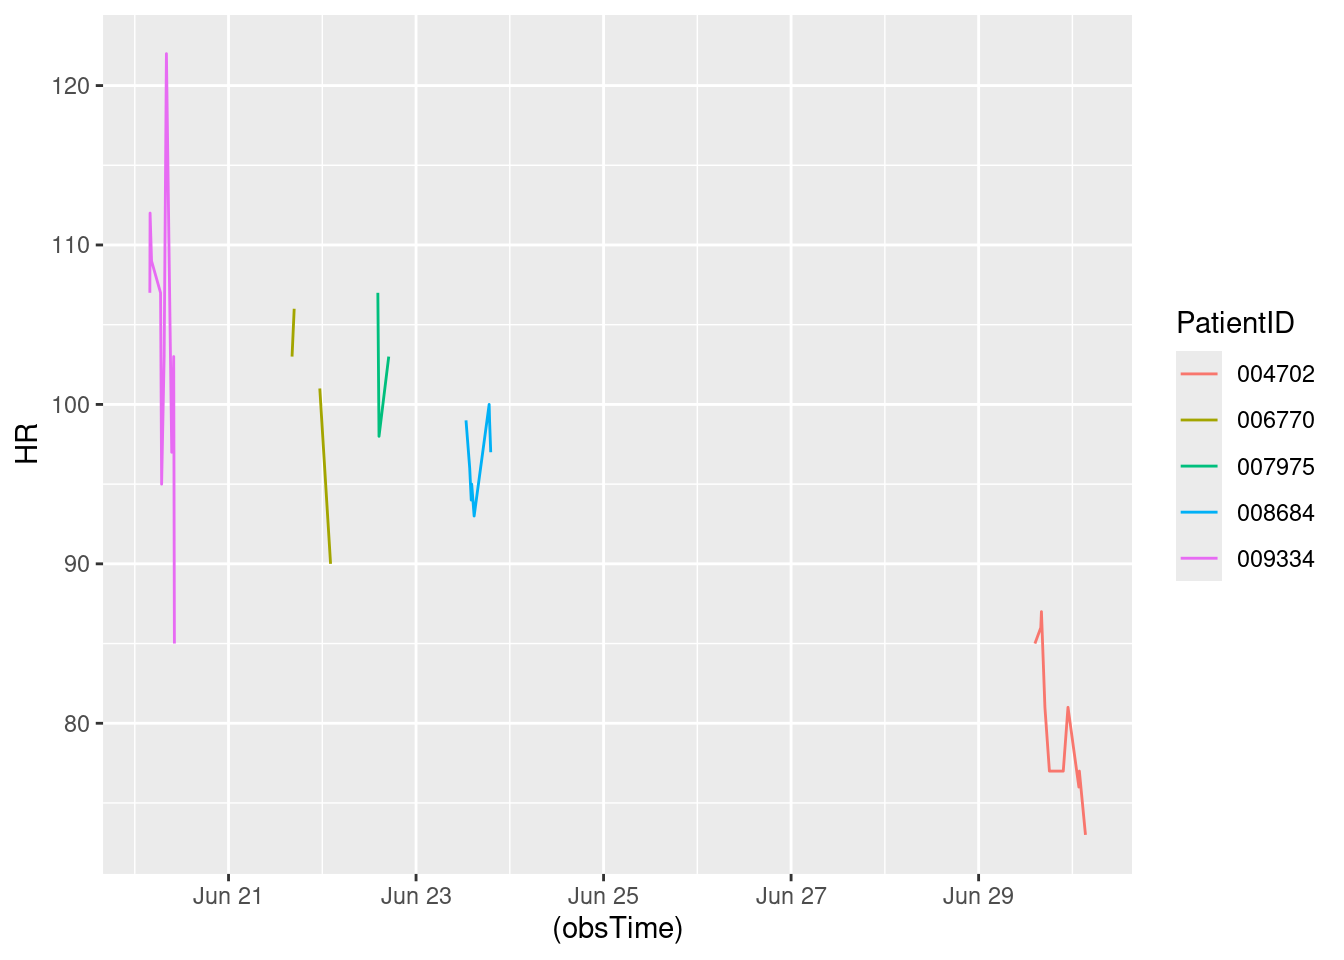 120
110
100
90
80
HR
Jun 21
Jun 23
Jun 25
Jun 27
Jun 29
(obsTime)
PatientID
004702
006770
007975
008684
009334